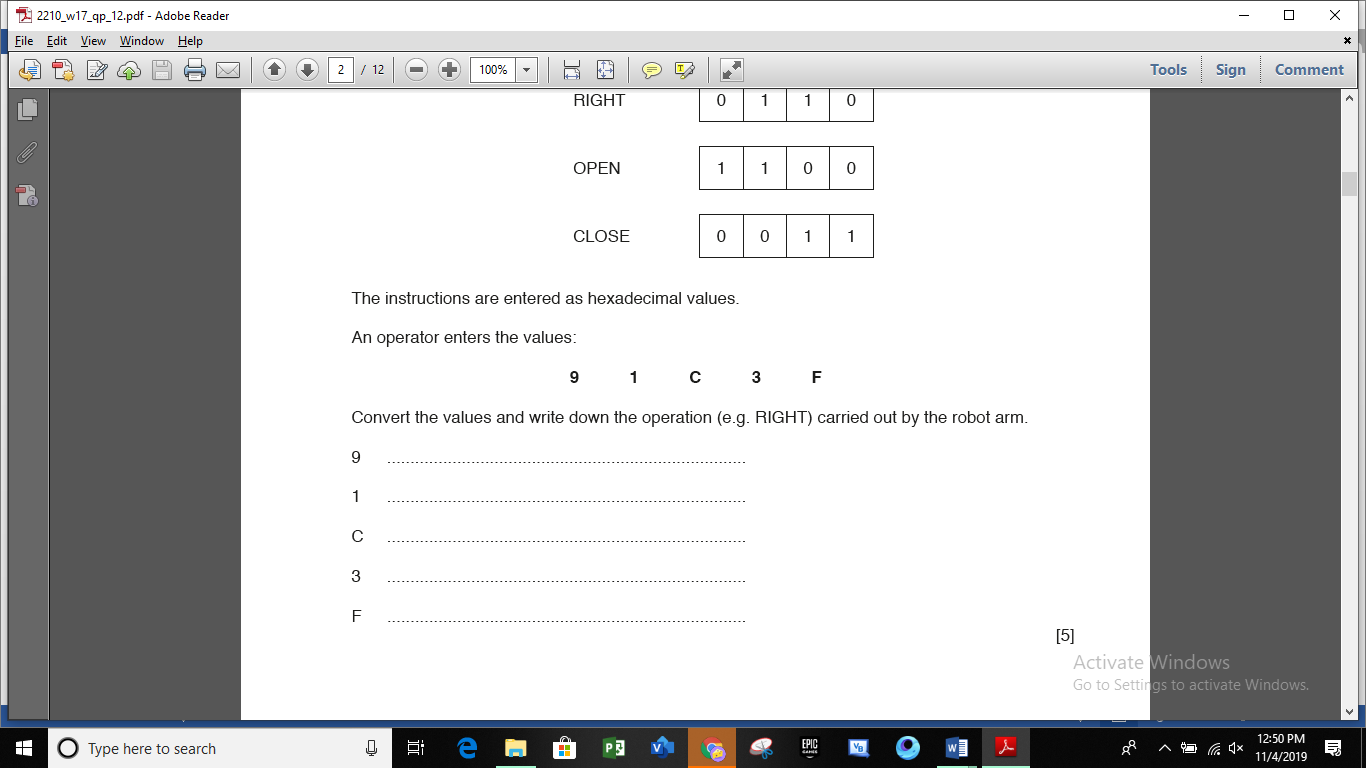 2210_w17_qp_12.pdf - Adobe Reader
File Edit View Window Help
2 / 12 100% Tools Sign Comment
RIGHT 0 1 1 0
OPEN 1 1 0 0
CLOSE 0 0 1 1
The instructions are entered as hexadecimal values.
An operator enters the values:
9 1 C 3 F
Convert the values and write down the operation (e.g. RIGHT) carried out by the robot arm.
9 ..............................................................................
1 ..............................................................................
C ..............................................................................
3 ..............................................................................
F ..............................................................................
[5]
Activate Windows
Go to Settings to activate Windows.
Type here to search
12:50 PM
11/4/2019